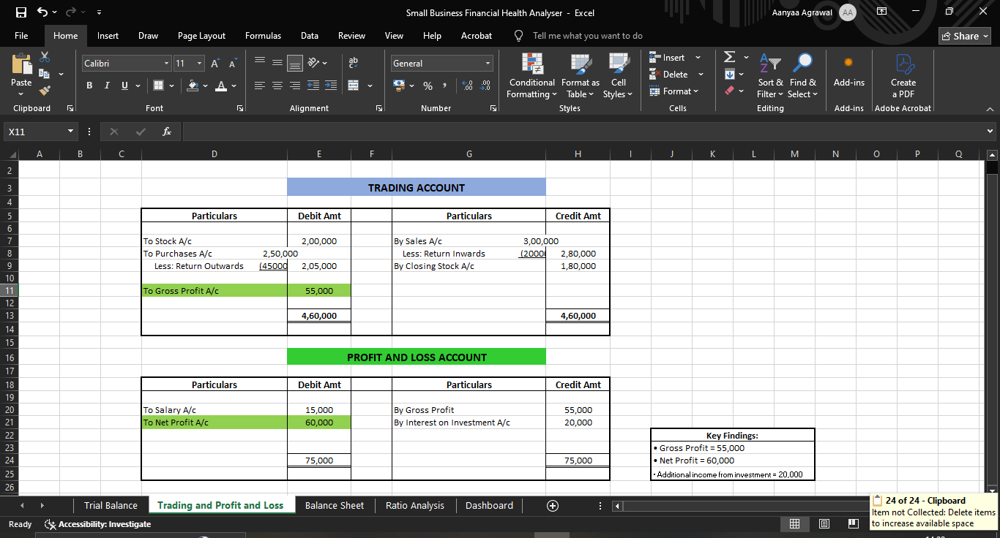 Small Business Financial Health Analyser - Excel
Aanyaa Agrawal AA
File Home Insert Draw Page Layout Formulas Data Review View Help Acrobat Tell me what you want to do Share
Paste
Clipboard
Calibri 11 A A
B I U A
Font
ab
Alignment
General
% , .00
Number
Conditional Formatting
Format as Table
Cell Styles
Styles
Insert
Delete
Format
Cells
Sort & Filter
Find & Select
Editing
Add-ins
Add-ins
Create a PDF
Adobe Acrobat
X11 fx
A B C D E F G H I J K L M N O P Q
2
3 TRADING ACCOUNT
4
5 Particulars Debit Amt Particulars Credit Amt
6
7 To Stock A/c 2,00,000 By Sales A/c 3,00,000
8 To Purchases A/c 2,50,000 Less: Return Inwards (2000 2,80,000
9 Less: Return Outwards (45000 2,05,000 By Closing Stock A/c 1,80,000
10
11 To Gross Profit A/c 55,000
12
13 4,60,000 4,60,000
14
15
16 PROFIT AND LOSS ACCOUNT
17
18 Particulars Debit Amt Particulars Credit Amt
19
20 To Salary A/c 15,000 By Gross Profit 55,000
21 To Net Profit A/c 60,000 By Interest on Investment A/c 20,000
22 Key Findings:
23 • Gross Profit = 55,000
24 75,000 75,000 • Net Profit = 60,000
25 • Additional income from investment = 20,000
26
Trial Balance Trading and Profit and Loss Balance Sheet Ratio Analysis Dashboard
24 of 24 - Clipboard
Item not Collected: Delete items
to increase available space
Ready Accessibility: Investigate